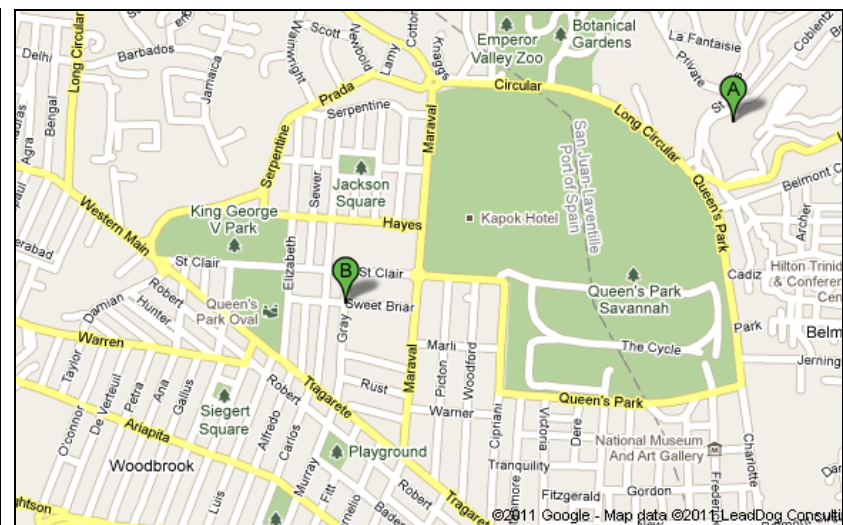 Emperor
Valley Zoo
Botanical
Gardens
La Fantaisie
Coblentz
Private
St
A
Scott
Newbold
Lamy
Cotton
Knaggs
Wainwright
Barbados
Jamaica
Delhi
Long Circular
Bengal
Agra
Prada
Circular
Long Circular
Serpentine
Serpentine
Sewer
Jackson
Square
Maraval
San Juan-Laventille
Port of Spain
Queen's Park
Belmont C
Archer
King George
V Park
Hayes
Kapok Hotel
Western Main
St Clair
Elizabeth
B
St Clair
Cadiz
Hilton Trinid
& Conferenc
Cen
Queen's Park
Savannah
Damian
Hunter
Robert
Queen's
Park Oval
Sweet Briar
Gray
Park
Belm
Warren
Marli
The Cycle
Jerning
Taylor
O'connor
De Verteuil
Petra
Ana
Gallus
Siegert
Square
Tragarete
Robert
Rust
Maraval
Picton
Woodford
Warner
Queen's Park
Cipriani
Victoria
Dere
Ariapita
Alfredo
Carlos
Murray
Fitt
Playground
National Museum
And Art Gallery
Charlotte
Woodbrook
Luis
Robert
Tragaret
Tranquility
Fitzgerald
Gordon
©2011 Google - Map data ©2011 LeadDog Consulti